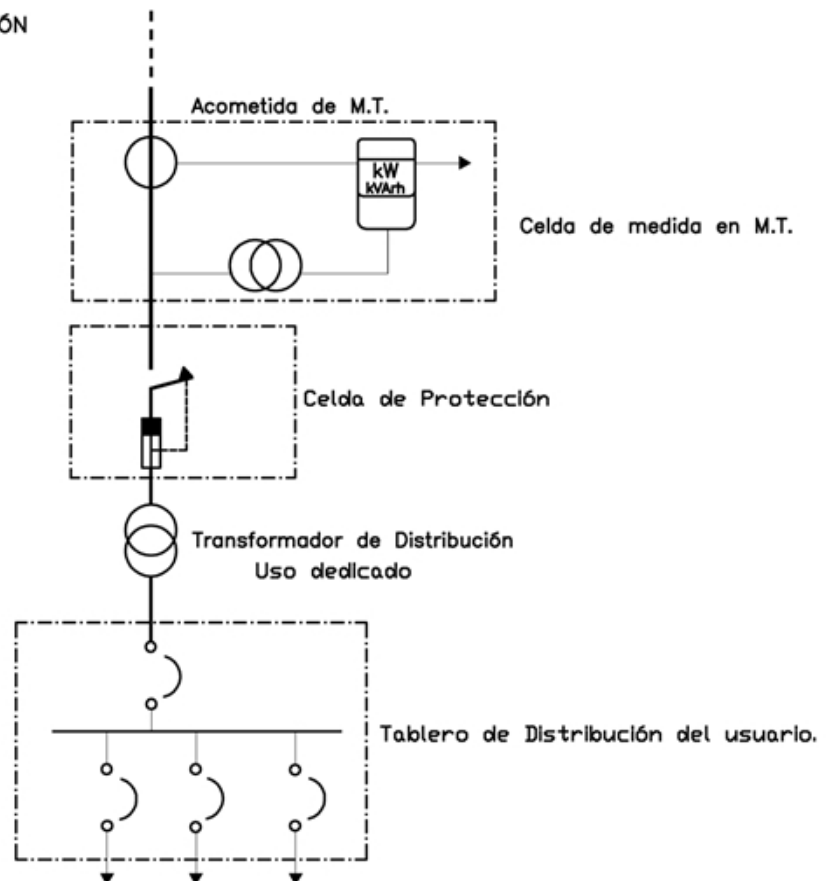 ÓN
Acometida de M.T.
kW
kVArh
Celda de medida en M.T.
Celda de Protección
Transformador de Distribución
Uso dedicado
Tablero de Distribución del usuario.